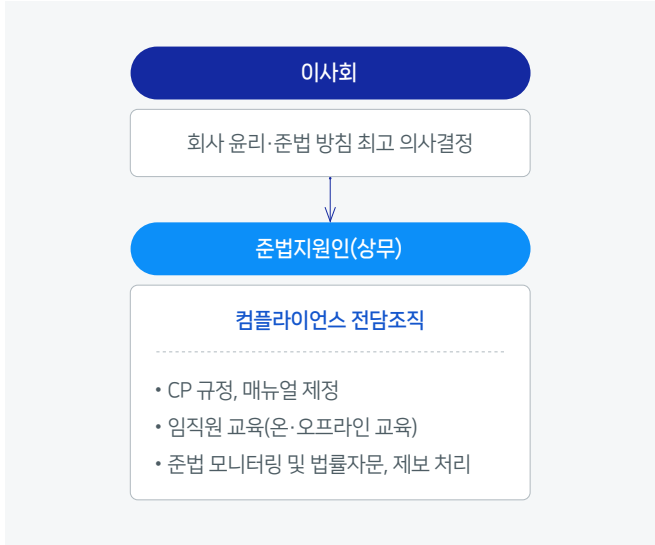 이사회
회사 윤리·준법 방침 최고 의사결정
준법지원인(상무)
컴플라이언스 전담조직
• CP 규정, 매뉴얼 제정
• 임직원 교육(온·오프라인 교육)
• 준법 모니터링 및 법률자문, 제보 처리